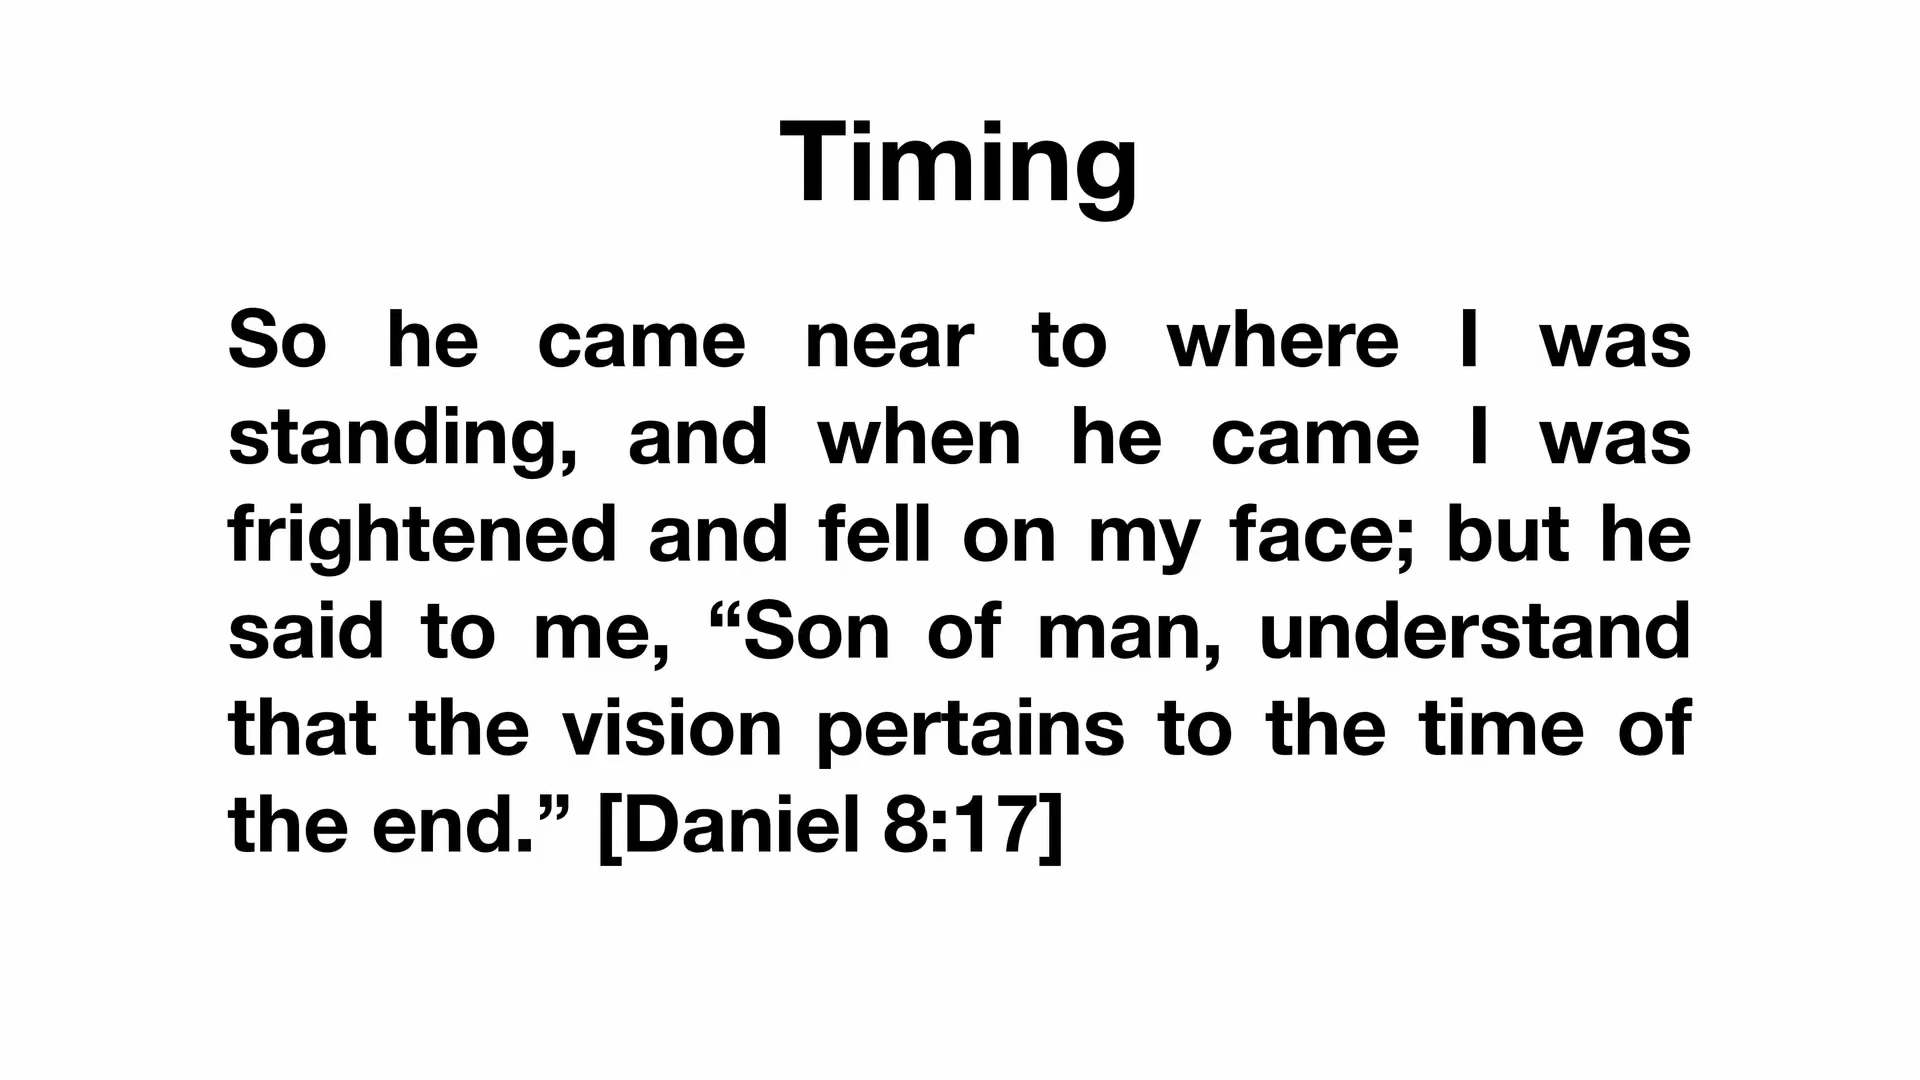 Timing
So he came near to where I was
standing, and when he came I was
frightened and fell on my face; but he
said to me, “Son of man, understand
that the vision pertains to the time of
the end.” [Daniel 8:17]